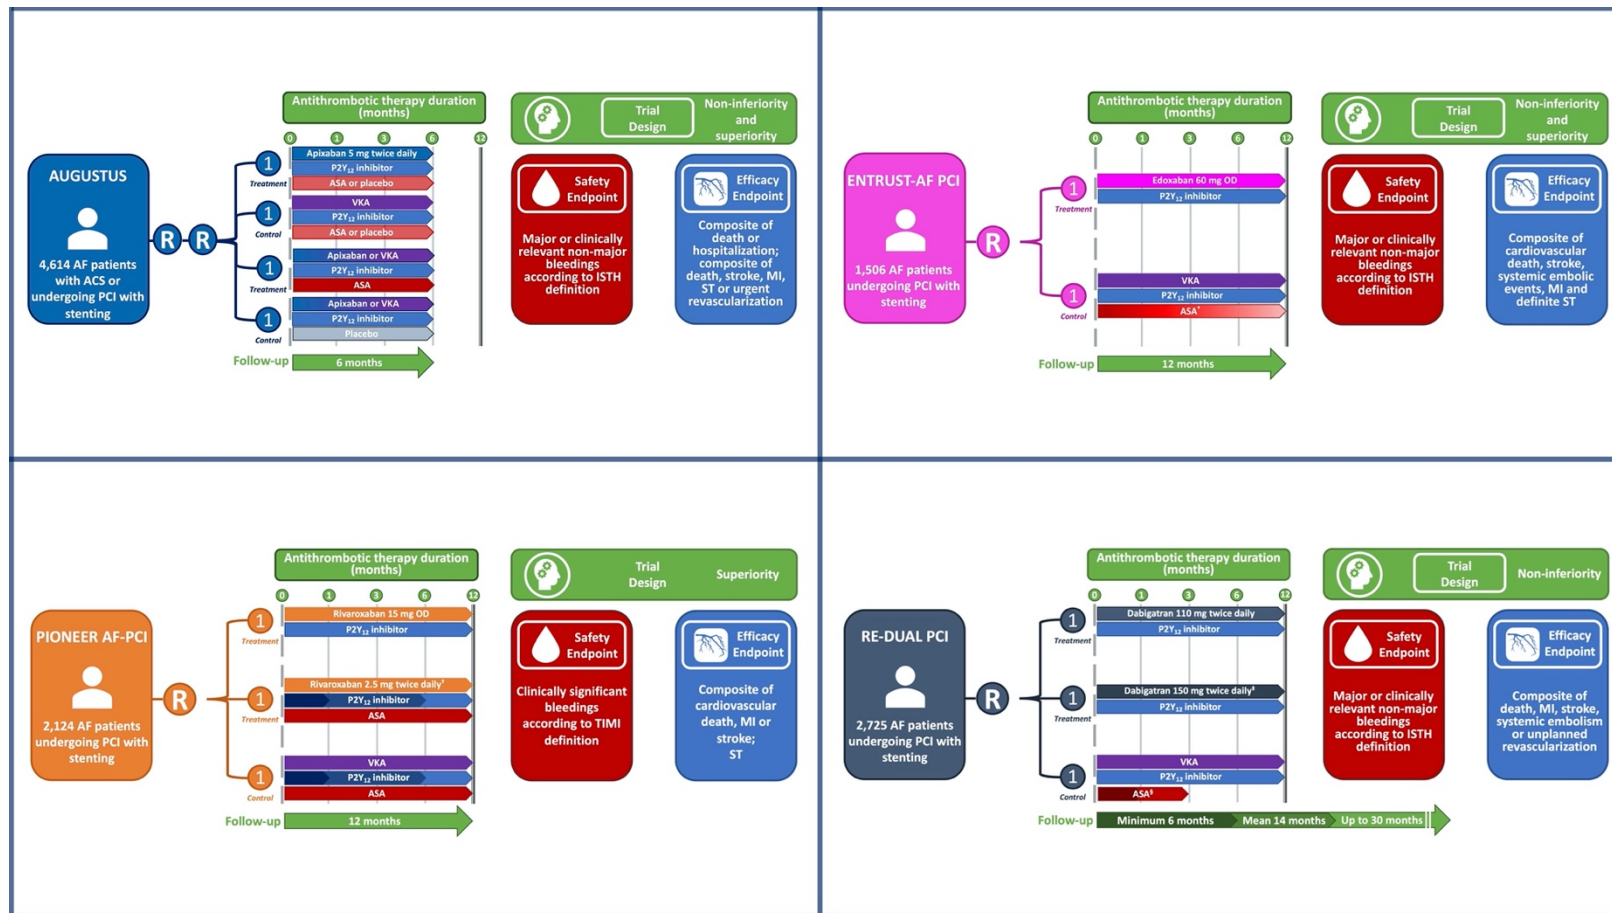 Antithrombotic therapy duration
(months)
0 1 3 6 12
AUGUSTUS
4,614 AF patients
with ACS or
undergoing PCI with
stenting
R R
1
Treatment
Apixaban 5 mg twice daily
P2Y₁₂ inhibitor
ASA or placebo
1
Control
VKA
P2Y₁₂ inhibitor
ASA or placebo
1
Treatment
Apixaban or VKA
P2Y₁₂ inhibitor
ASA
1
Control
Apixaban or VKA
P2Y₁₂ inhibitor
Placebo
Follow-up
6 months
Trial
Design
Non-inferiority
and
superiority
Safety
Endpoint
Major or clinically
relevant non-major
bleedings
according to ISTH
definition
Efficacy
Endpoint
Composite of
death or
hospitalization;
composite of
death, stroke, MI,
ST or urgent
revascularization
Antithrombotic therapy duration
(months)
0 1 3 6 12
ENTRUST-AF PCI
1,506 AF patients
undergoing PCI with
stenting
R
1
Treatment
Edoxaban 60 mg OD
P2Y₁₂ inhibitor
1
Control
VKA
P2Y₁₂ inhibitor
ASA*
Follow-up
12 months
Trial
Design
Non-inferiority
and
superiority
Safety
Endpoint
Major or clinically
relevant non-major
bleedings
according to ISTH
definition
Efficacy
Endpoint
Composite of
cardiovascular
death, stroke,
systemic embolic
events, MI and
definite ST
Antithrombotic therapy duration
(months)
0 1 3 6 12
PIONEER AF-PCI
2,124 AF patients
undergoing PCI with
stenting
R
1
Treatment
Rivaroxaban 15 mg OD
P2Y₁₂ inhibitor
1
Treatment
Rivaroxaban 2.5 mg twice daily
P2Y₁₂ inhibitor
ASA
1
Control
VKA
P2Y₁₂ inhibitor
ASA
Follow-up
12 months
Trial
Design
Superiority
Safety
Endpoint
Clinically significant
bleedings
according to TIMI
definition
Efficacy
Endpoint
Composite of
cardiovascular
death, MI or
stroke;
ST
Antithrombotic therapy duration
(months)
0 1 3 6 12
RE-DUAL PCI
2,725 AF patients
undergoing PCI with
stenting
R
1
Treatment
Dabigatran 110 mg twice daily
P2Y₁₂ inhibitor
1
Treatment
Dabigatran 150 mg twice daily
P2Y₁₂ inhibitor
1
Control
VKA
P2Y₁₂ inhibitor
ASA§
Follow-up
Minimum 6 months Mean 14 months Up to 30 months
Trial
Design
Non-inferiority
Safety
Endpoint
Major or clinically
relevant non-major
bleedings
according to ISTH
definition
Efficacy
Endpoint
Composite of
death, MI, stroke,
systemic embolism
or unplanned
revascularization